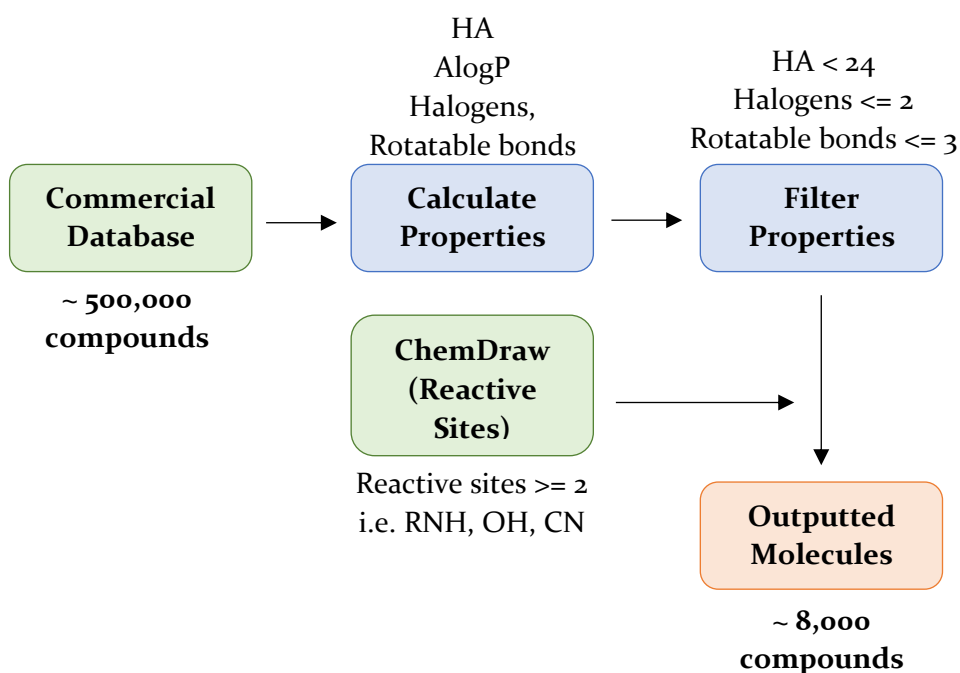 HA
AlogP
Halogens,
Rotatable bonds
HA < 24
Halogens <= 2
Rotatable bonds <= 3
Commercial
Database
Calculate
Properties
Filter
Properties
~ 500,000
compounds
ChemDraw
(Reactive
Sites)
Reactive sites >= 2
i.e. RNH, OH, CN
Outputted
Molecules
~ 8,000
compounds